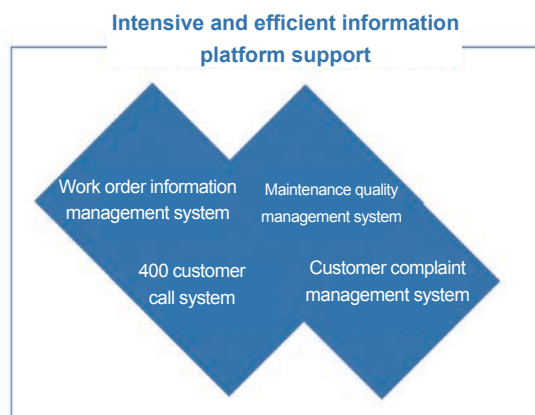 Intensive and efficient information
platform support
Work order information
management system
Maintenance quality
management system
400 customer
call system
Customer complaint
management system